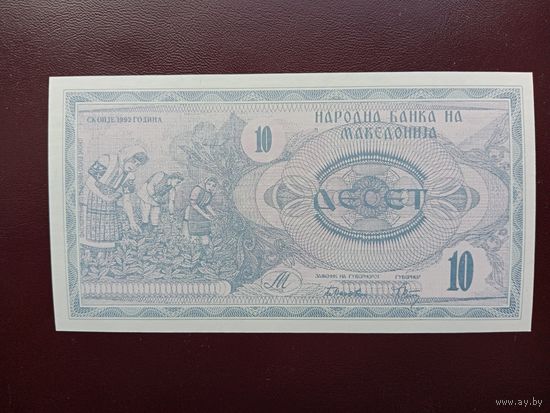 СКОПЈЕ 1992 ГОДИНА
10
НАРОДНА БАНКА НА
МАКЕДОНИЈА
ДЕСЕТ
ЗАМЕНИК НА ГУВЕРНЕРОТ ГУВЕРНЕР
М
10
www.ay.by